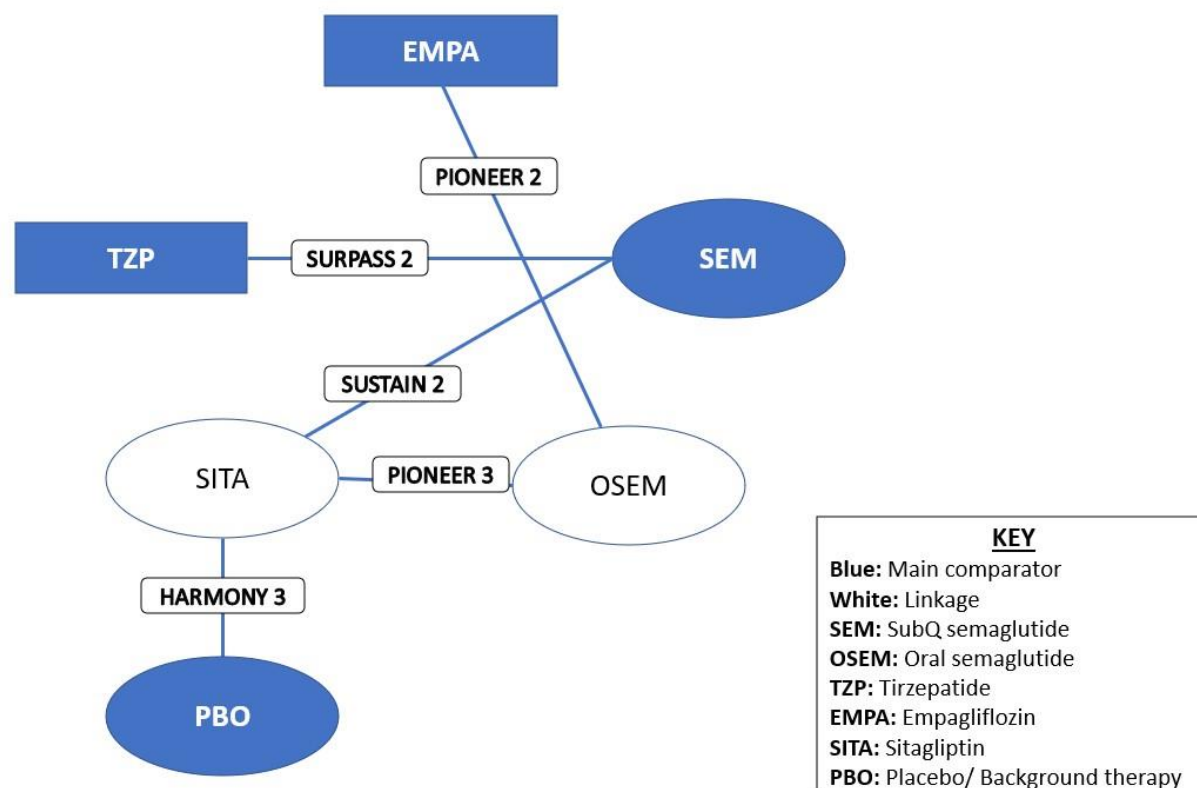 EMPA
PIONEER 2
TZP
SURPASS 2
SEM
SUSTAIN 2
SITA
PIONEER 3
OSEM
HARMONY 3
PBO
KEY
Blue: Main comparator
White: Linkage
SEM: SubQ semaglutide
OSEM: Oral semaglutide
TZP: Tirzepatide
EMPA: Empagliflozin
SITA: Sitagliptin
PBO: Placebo/ Background therapy